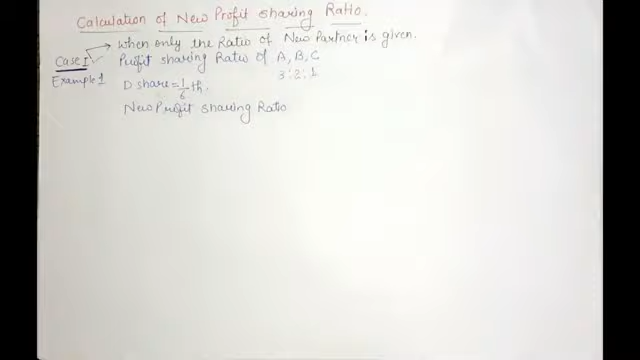 Calculation of New Profit sharing Ratio.
When only the Ratio of New Partner is given.
Case I Profit sharing Ratio of A, B, C
3:2:1
Example 1 D share = 1/6 th.
New Profit sharing Ratio